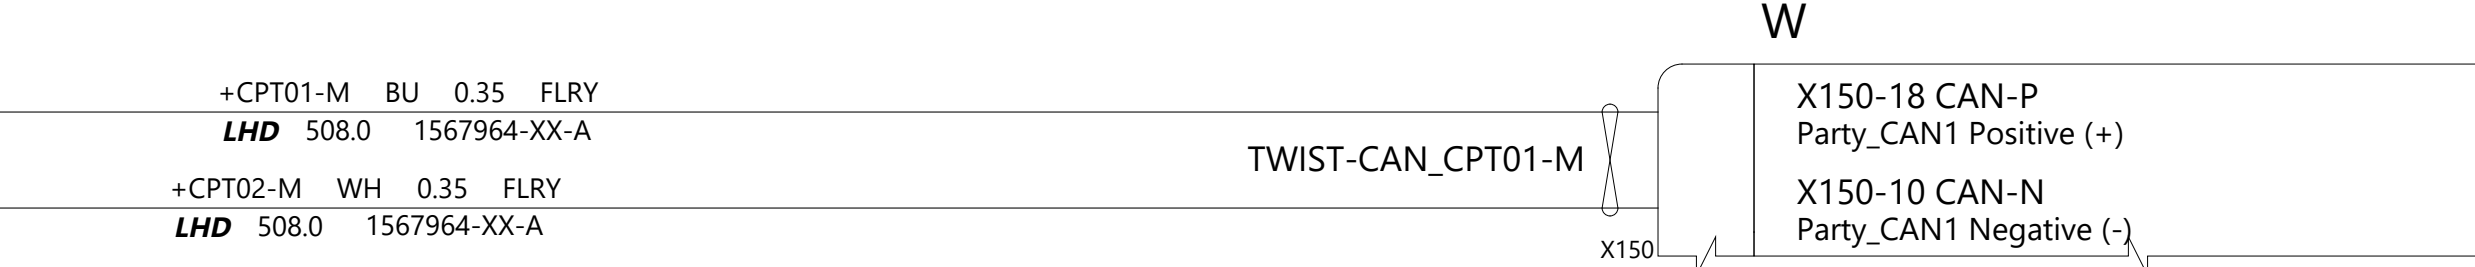 W
+CPT01-M BU 0.35 FLRY
LHD 508.0 1567964-XX-A
+CPT02-M WH 0.35 FLRY
LHD 508.0 1567964-XX-A
TWIST-CAN_CPT01-M
X150-18 CAN-P
Party_CAN1 Positive (+)
X150-10 CAN-N
Party_CAN1 Negative (-)
X150